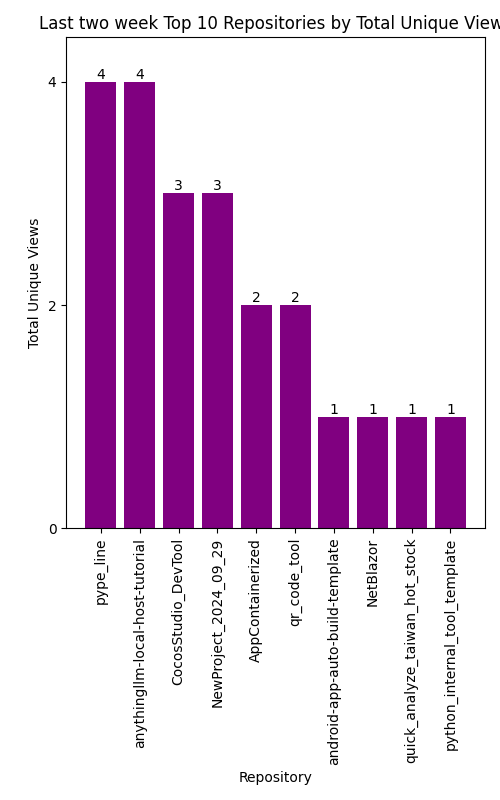 Last two week Top 10 Repositories by Total Unique View
4
4
3
3
2
2
1
1
1
1
4
2
0
Total Unique Views
pype_line
anythingllm-local-host-tutorial
CocosStudio_DevTool
NewProject_2024_09_29
AppContainerized
qr_code_tool
android-app-auto-build-template
NetBlazor
quick_analyze_taiwan_hot_stock
python_internal_tool_template
Repository